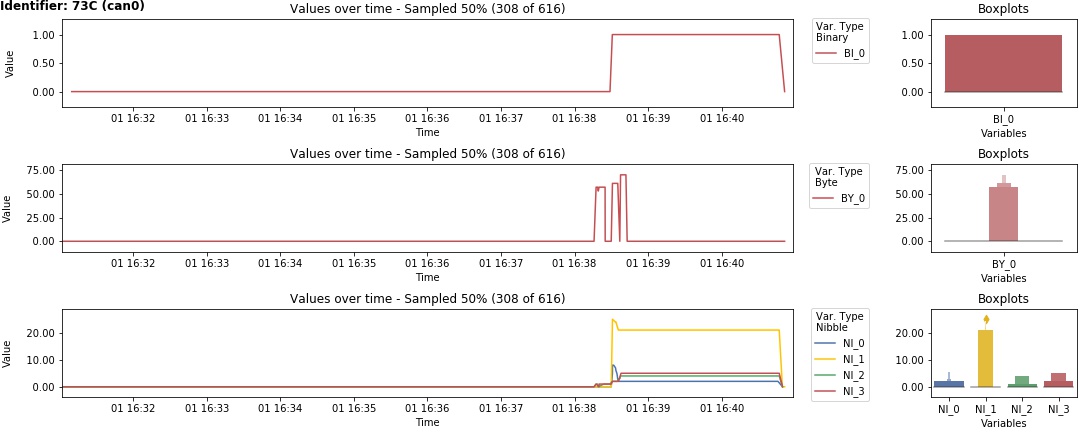 Identifier: 73C (can0)
Values over time - Sampled 50% (308 of 616)
Boxplots
Value
1.00
0.50
0.00
01 16:32 01 16:33 01 16:34 01 16:35 01 16:36 01 16:37 01 16:38 01 16:39 01 16:40
Time
Var. Type
Binary
BI_0
1.00
0.50
0.00
BI_0
Variables
Values over time - Sampled 50% (308 of 616)
Boxplots
Value
75.00
50.00
25.00
0.00
01 16:32 01 16:33 01 16:34 01 16:35 01 16:36 01 16:37 01 16:38 01 16:39 01 16:40
Time
Var. Type
Byte
BY_0
75.00
50.00
25.00
0.00
BY_0
Variables
Values over time - Sampled 50% (308 of 616)
Boxplots
Value
20.00
10.00
0.00
01 16:32 01 16:33 01 16:34 01 16:35 01 16:36 01 16:37 01 16:38 01 16:39 01 16:40
Time
Var. Type
Nibble
NI_0
NI_1
NI_2
NI_3
20.00
10.00
0.00
NI_0 NI_1 NI_2 NI_3
Variables